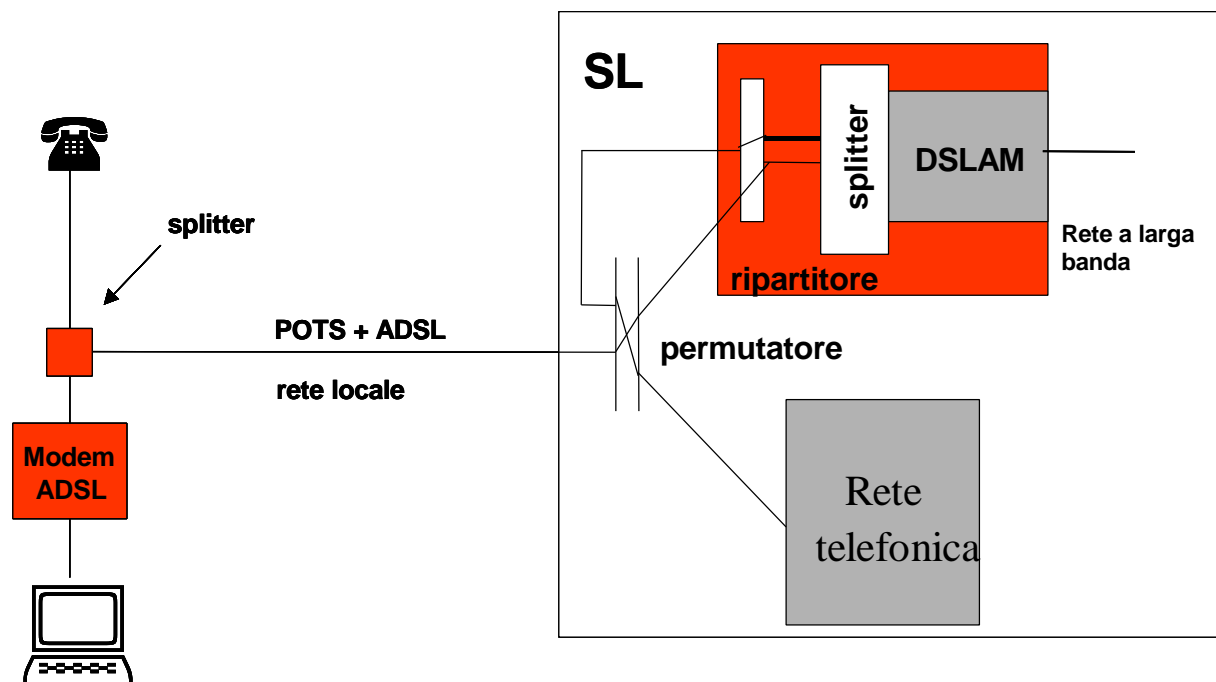 SL
splitter
DSLAM
splitter
Rete a larga
banda
ripartitore
POTS + ADSL
permutatore
rete locale
Modem
ADSL
Rete
telefonica